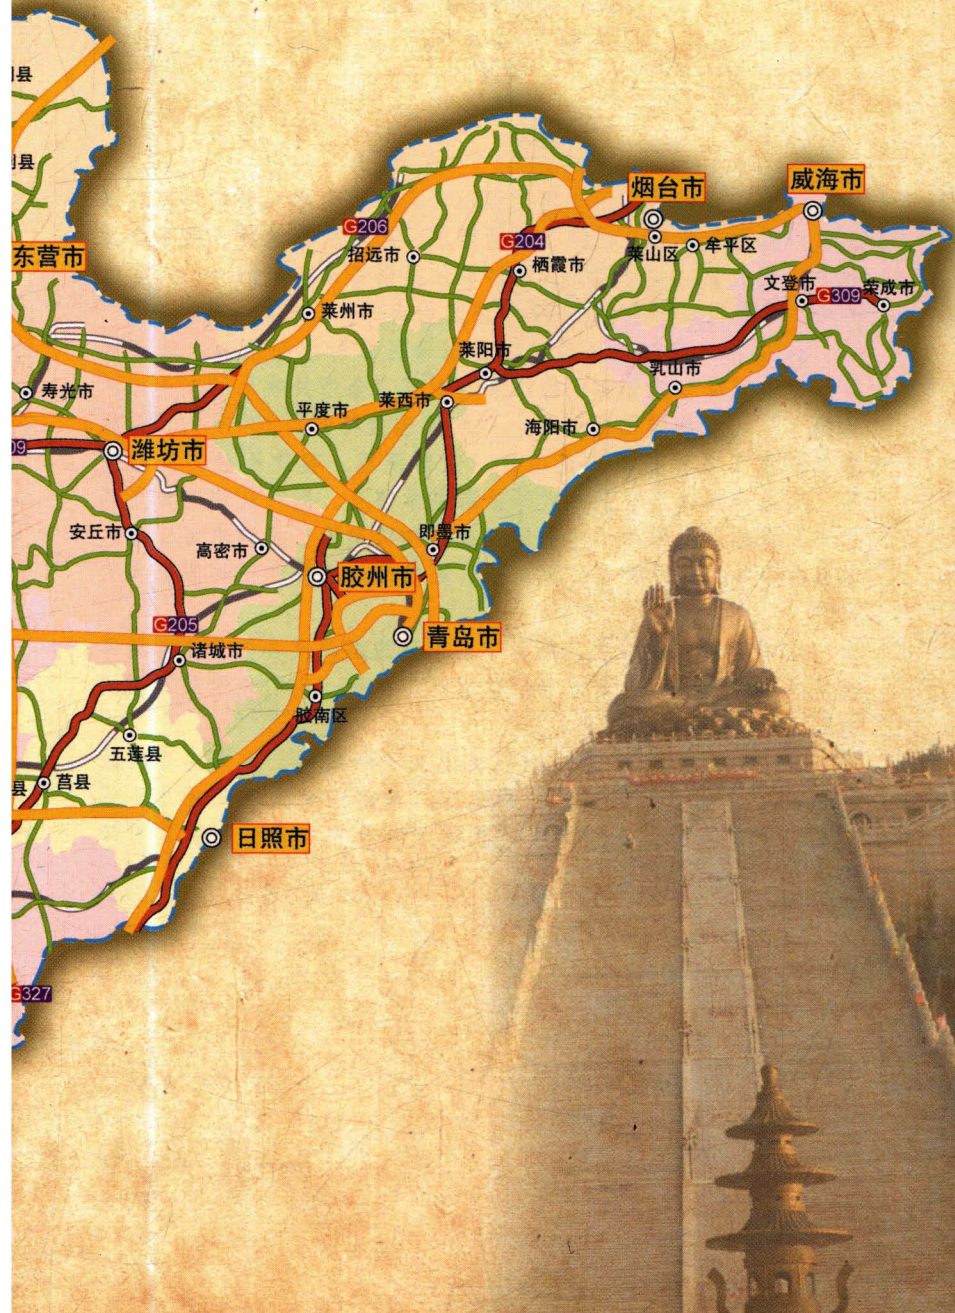 县
县
烟台市
威海市
G206
G204
莱山区
牟平区
东营市
招远市
栖霞市
文登市
G309
荣成市
莱州市
莱阳市
乳山市
寿光市
平度市
莱西市
海阳市
09
潍坊市
安丘市
高密市
即墨市
胶州市
G205
青岛市
诸城市
胶南区
五莲县
县
莒县
日照市
G327